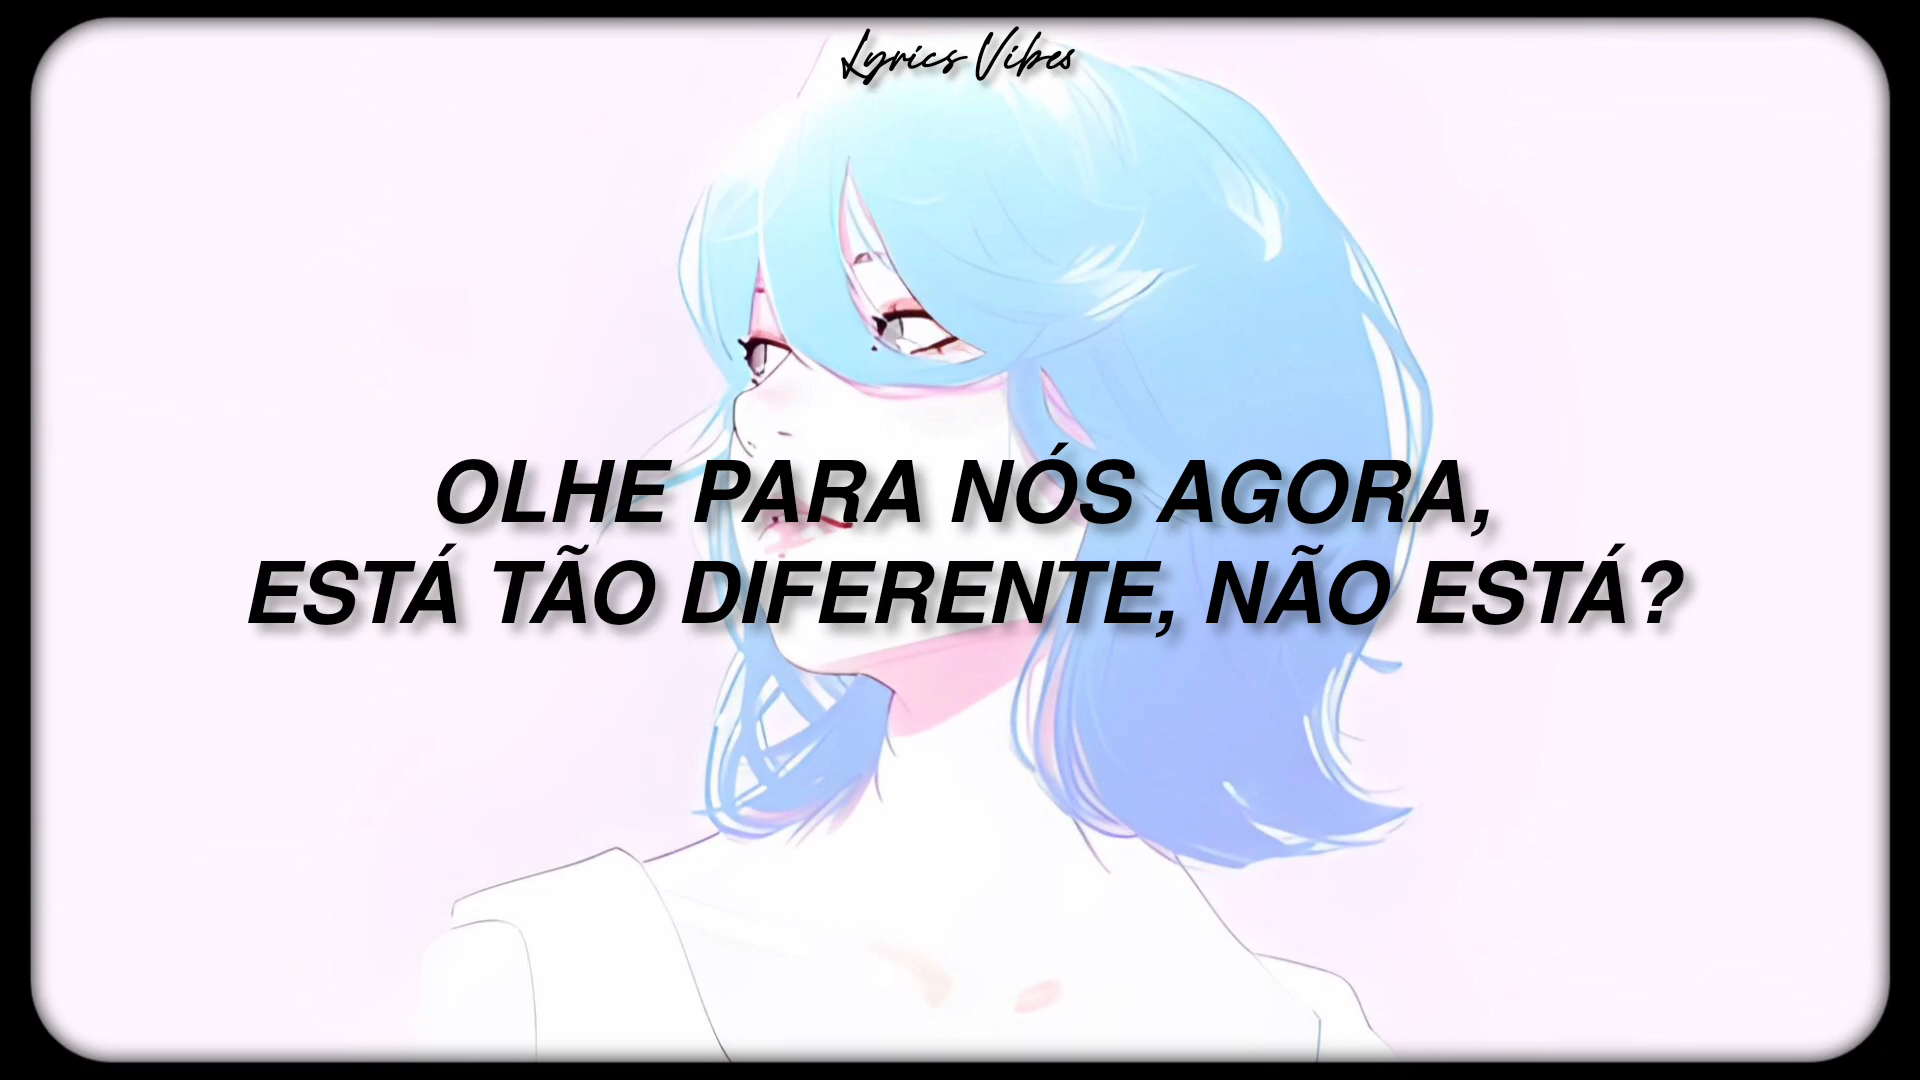 Lyrics Vibes
OLHE PARA NÓS AGORA,
ESTÁ TÃO DIFERENTE, NÃO ESTÁ?